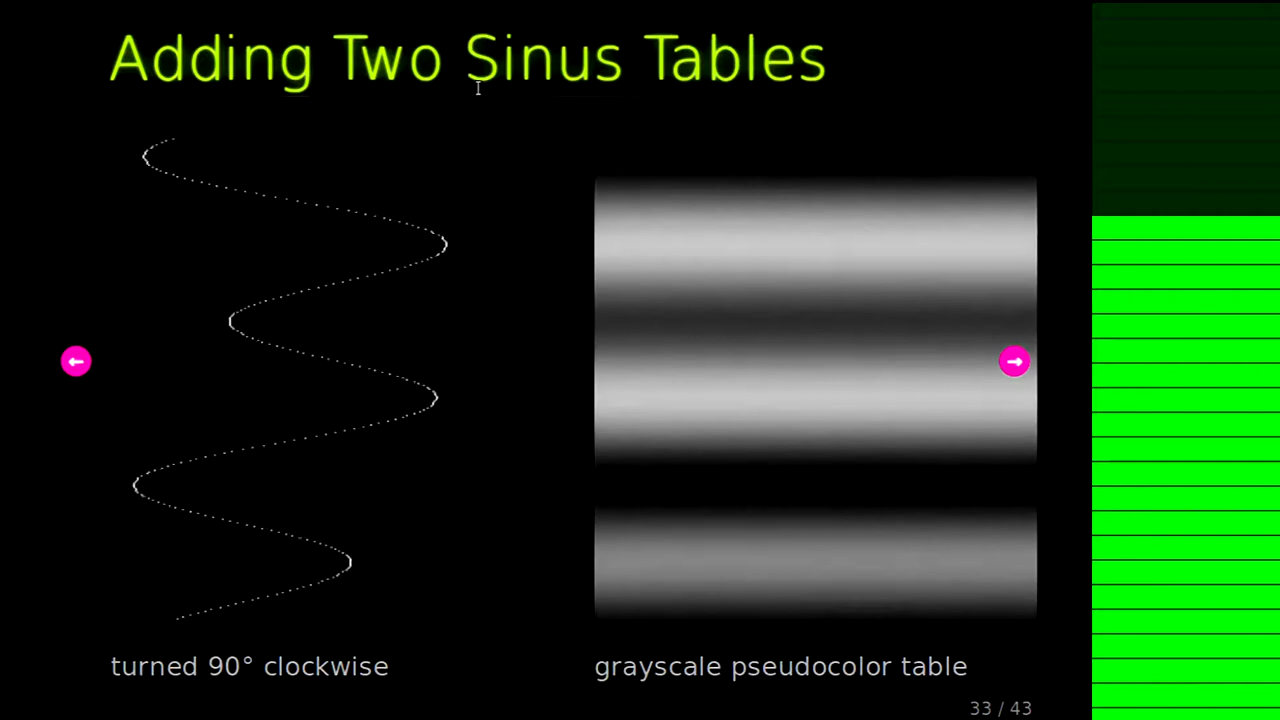 Adding Two Sinus Tables
turned 90° clockwise
grayscale pseudocolor table
33 / 43